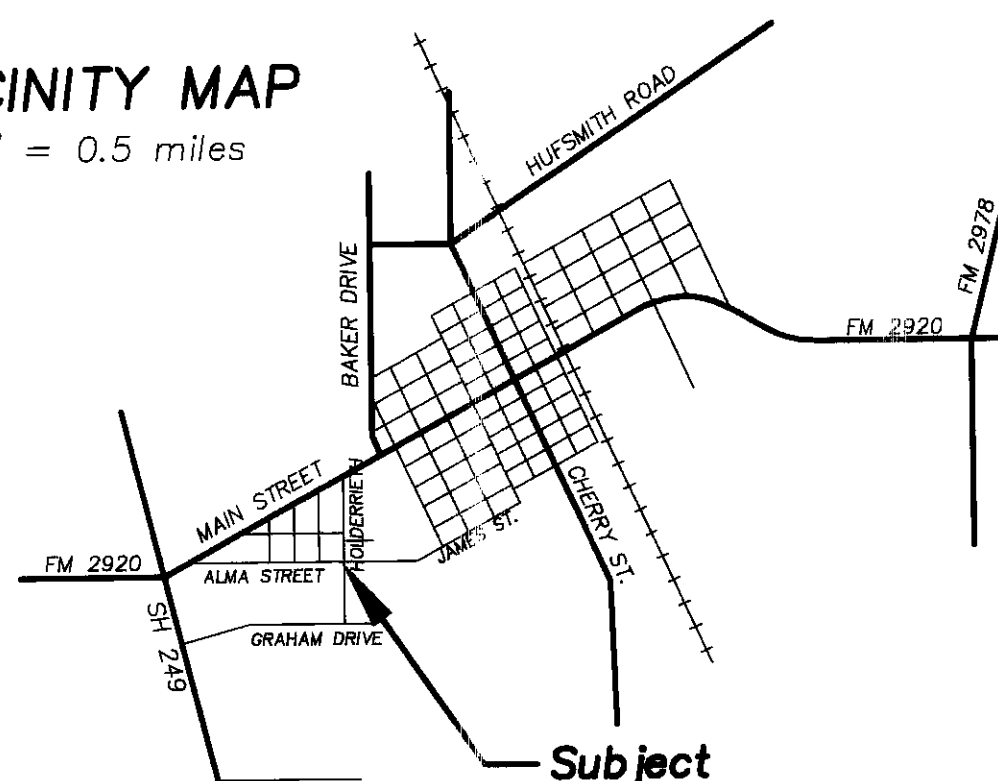 CINITY MAP
= 0.5 miles
HUFSMITH ROAD
BAKER DRIVE
FM 2978
FM 2920
MAIN STREET
HOLDERRIETH
CHERRY ST.
JAMES ST.
FM 2920
ALMA STREET
SH 249
GRAHAM DRIVE
Subject